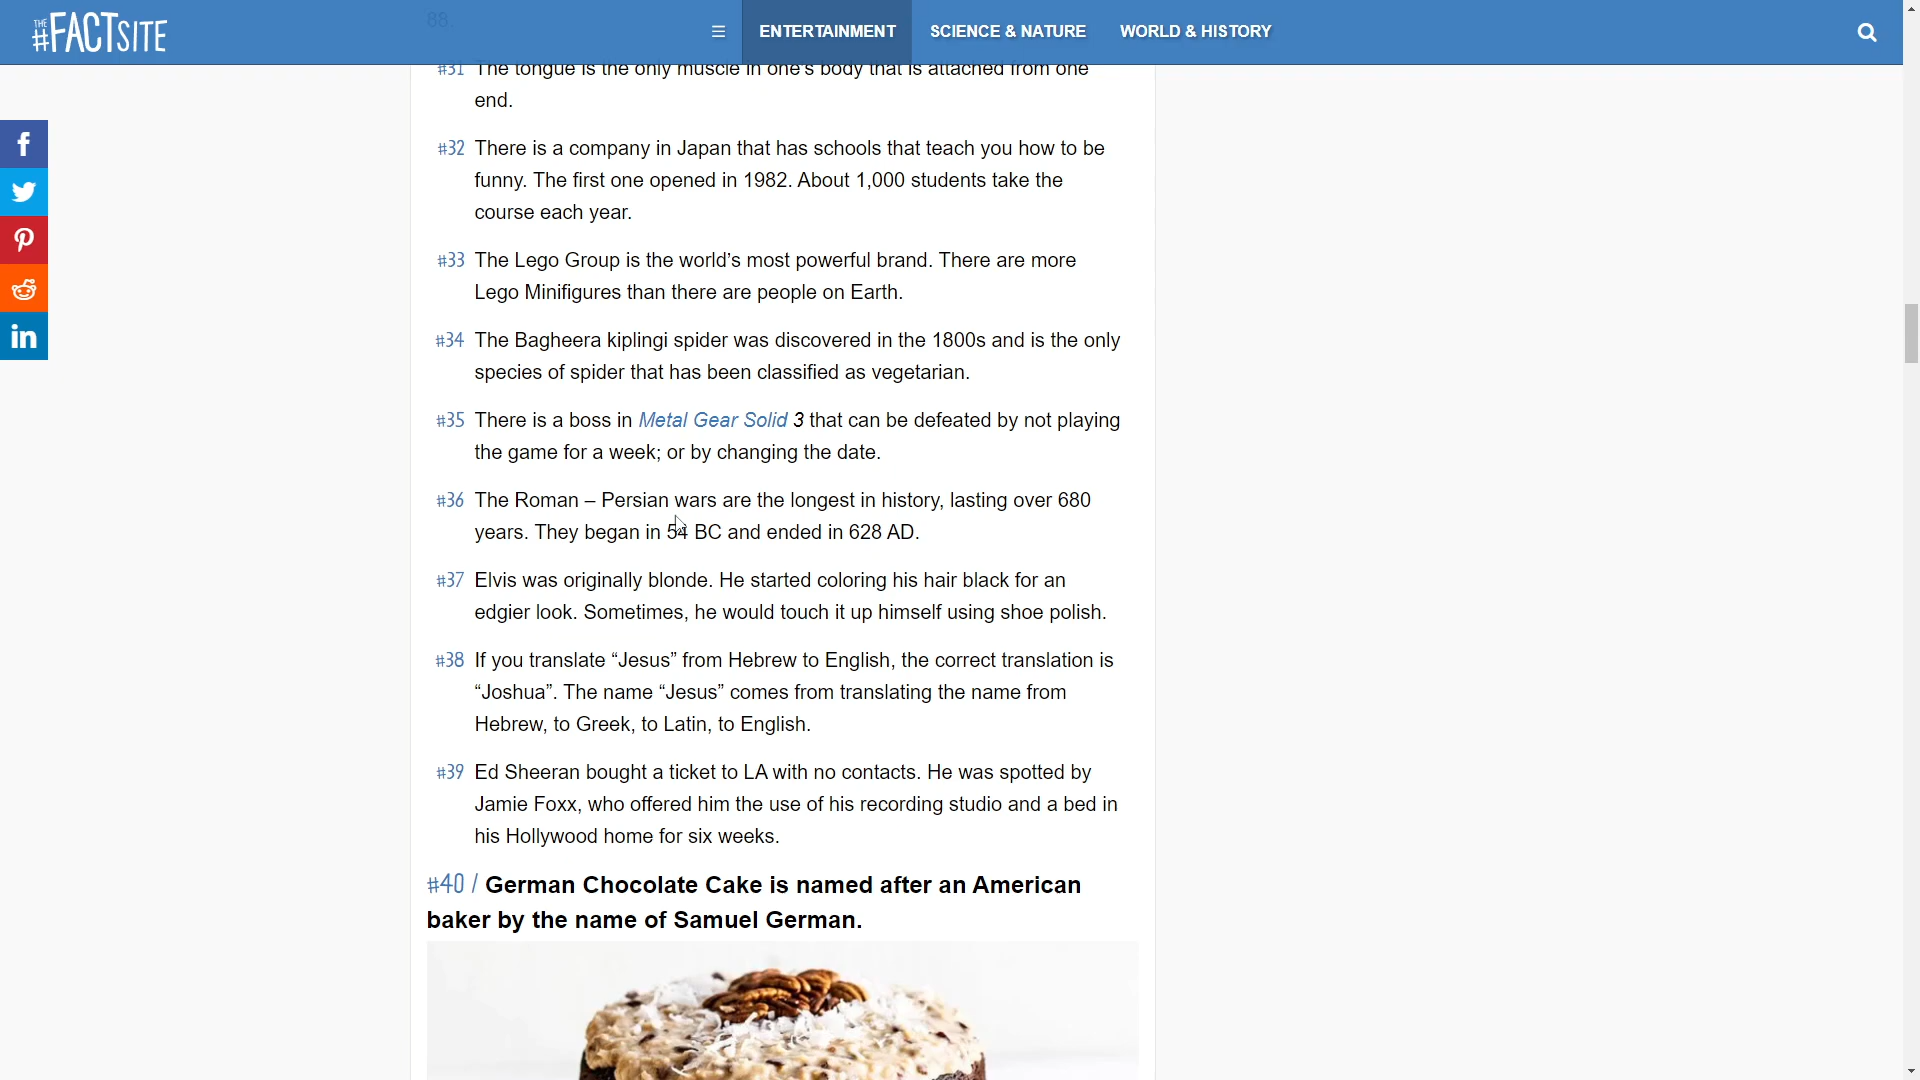 THE #FACTSITE
88.
☰ ENTERTAINMENT SCIENCE & NATURE WORLD & HISTORY
#31 The tongue is the only muscle in one's body that is attached from one
end.
#32 There is a company in Japan that has schools that teach you how to be
funny. The first one opened in 1982. About 1,000 students take the
course each year.
#33 The Lego Group is the world’s most powerful brand. There are more
Lego Minifigures than there are people on Earth.
#34 The Bagheera kiplingi spider was discovered in the 1800s and is the only
species of spider that has been classified as vegetarian.
#35 There is a boss in Metal Gear Solid 3 that can be defeated by not playing
the game for a week; or by changing the date.
#36 The Roman – Persian wars are the longest in history, lasting over 680
years. They began in 54 BC and ended in 628 AD.
#37 Elvis was originally blonde. He started coloring his hair black for an
edgier look. Sometimes, he would touch it up himself using shoe polish.
#38 If you translate “Jesus” from Hebrew to English, the correct translation is
“Joshua”. The name “Jesus” comes from translating the name from
Hebrew, to Greek, to Latin, to English.
#39 Ed Sheeran bought a ticket to LA with no contacts. He was spotted by
Jamie Foxx, who offered him the use of his recording studio and a bed in
his Hollywood home for six weeks.
#40 / German Chocolate Cake is named after an American
baker by the name of Samuel German.